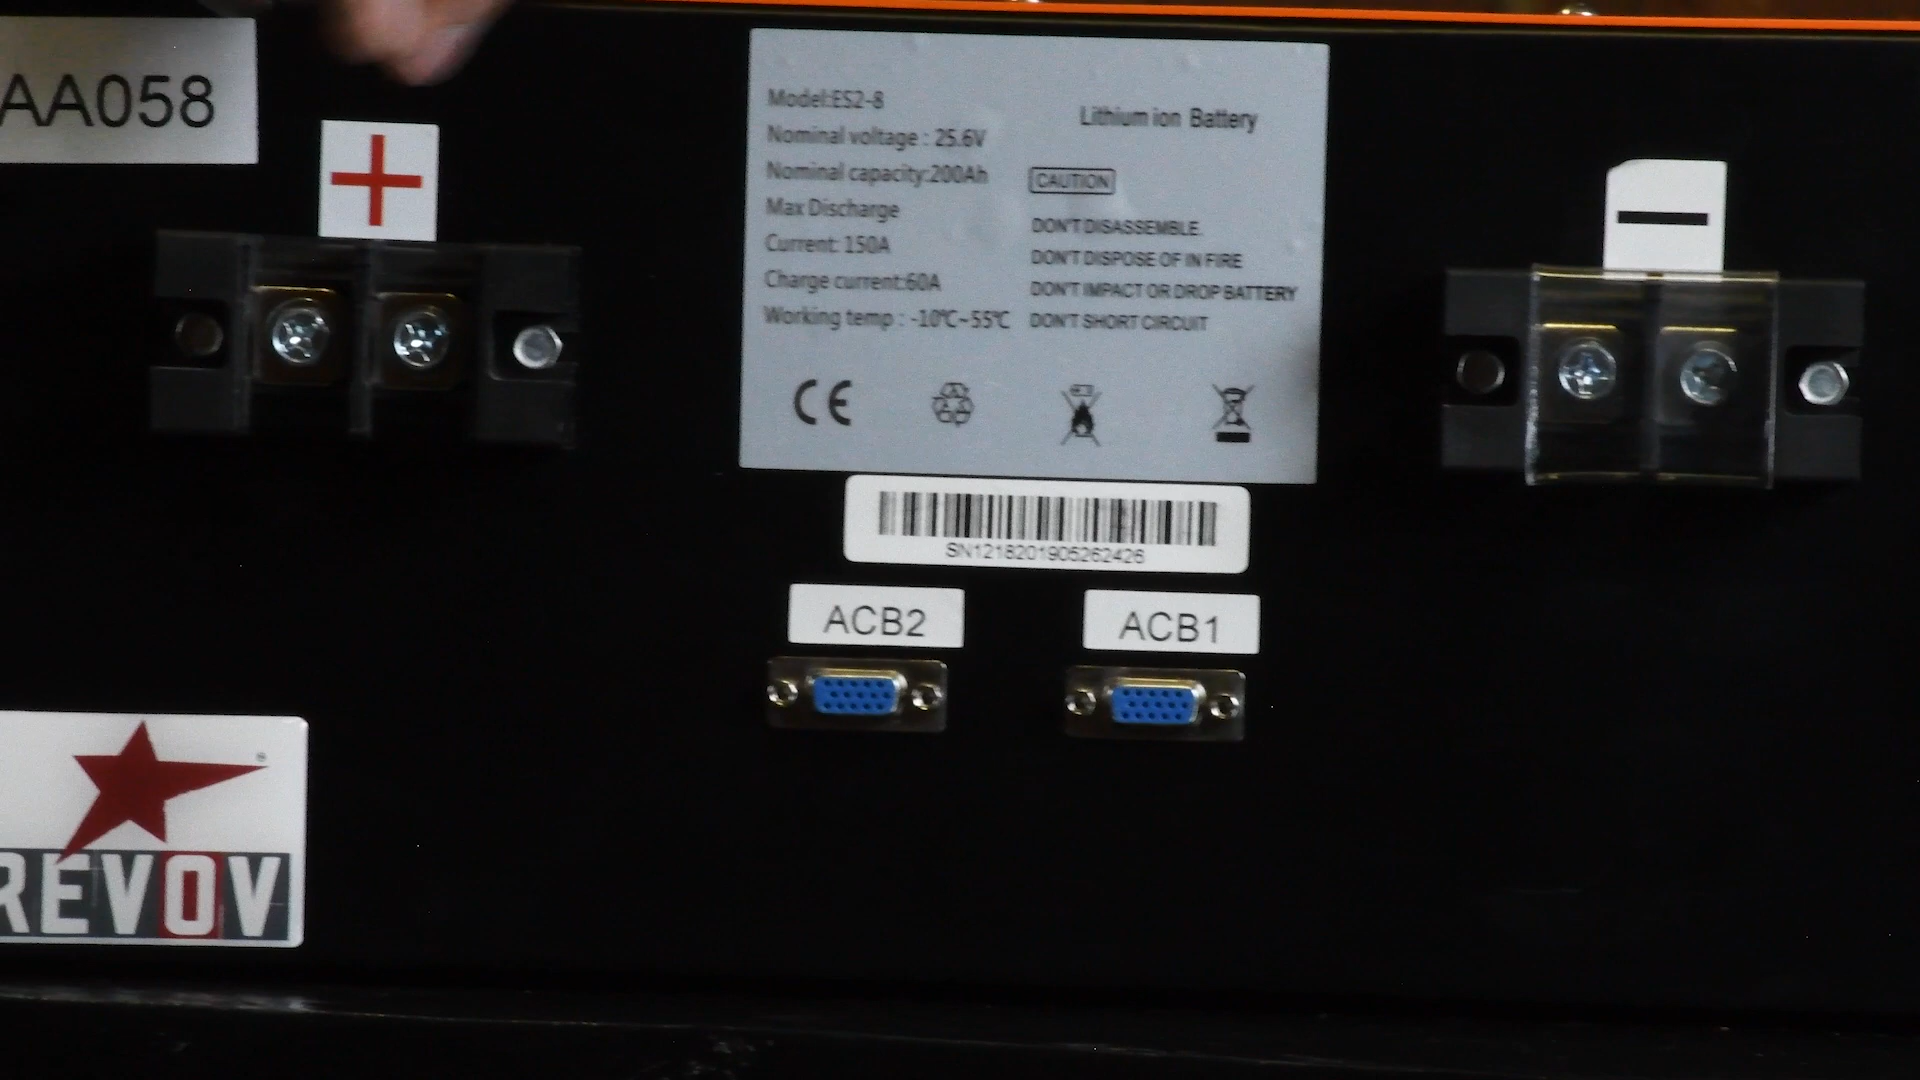 AA058
Model:ES2-8
Nominal voltage : 25.6V
Nominal capacity:200Ah
Max Discharge
Current: 150A
Charge current:60A
Working temp : -10℃~55℃
Lithium ion Battery
CAUTION
DON'T DISASSEMBLE
DON'T DISPOSE OF IN FIRE
DON'T IMPACT OR DROP BATTERY
DON'T SHORT CIRCUIT
CE
SN1218201905262426
ACB2
ACB1
REVOV